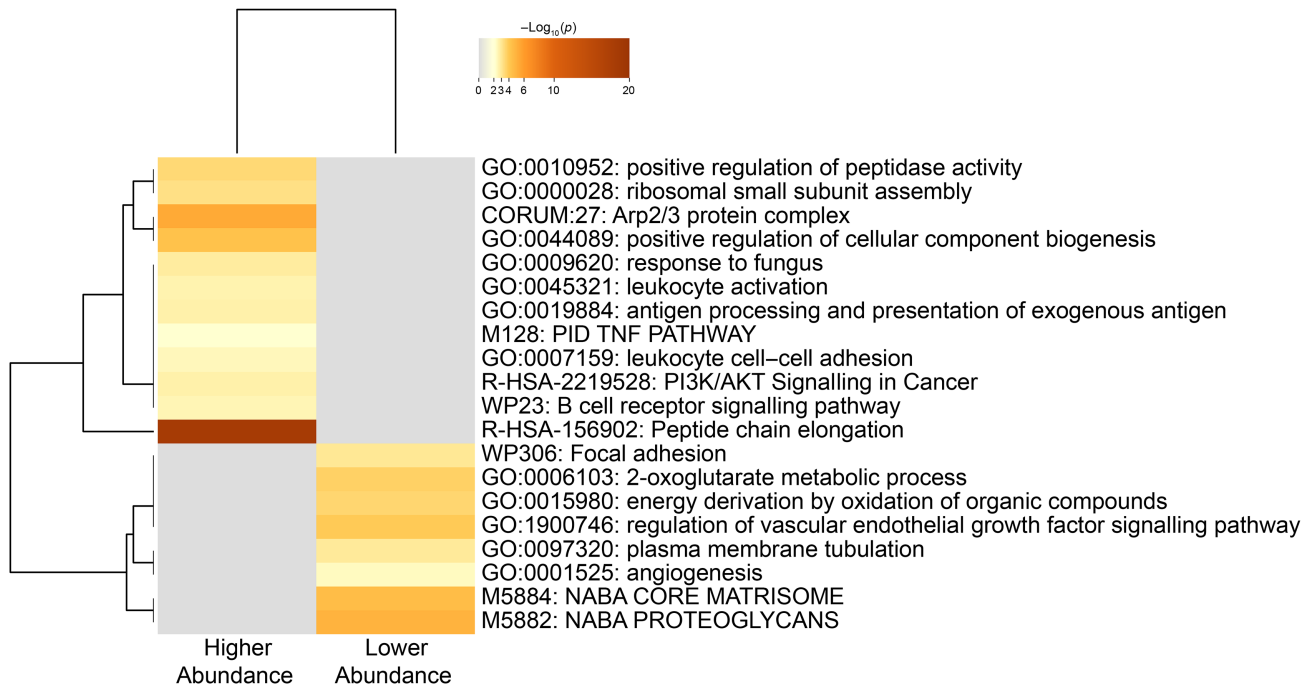 –Log10(p)
0 2 3 4 6 10 20
GO:0010952: positive regulation of peptidase activity
GO:0000028: ribosomal small subunit assembly
CORUM:27: Arp2/3 protein complex
GO:0044089: positive regulation of cellular component biogenesis
GO:0009620: response to fungus
GO:0045321: leukocyte activation
GO:0019884: antigen processing and presentation of exogenous antigen
M128: PID TNF PATHWAY
GO:0007159: leukocyte cell–cell adhesion
R-HSA-2219528: PI3K/AKT Signalling in Cancer
WP23: B cell receptor signalling pathway
R-HSA-156902: Peptide chain elongation
WP306: Focal adhesion
GO:0006103: 2-oxoglutarate metabolic process
GO:0015980: energy derivation by oxidation of organic compounds
GO:1900746: regulation of vascular endothelial growth factor signalling pathway
GO:0097320: plasma membrane tubulation
GO:0001525: angiogenesis
M5884: NABA CORE MATRISOME
M5882: NABA PROTEOGLYCANS
Higher
Abundance
Lower
Abundance